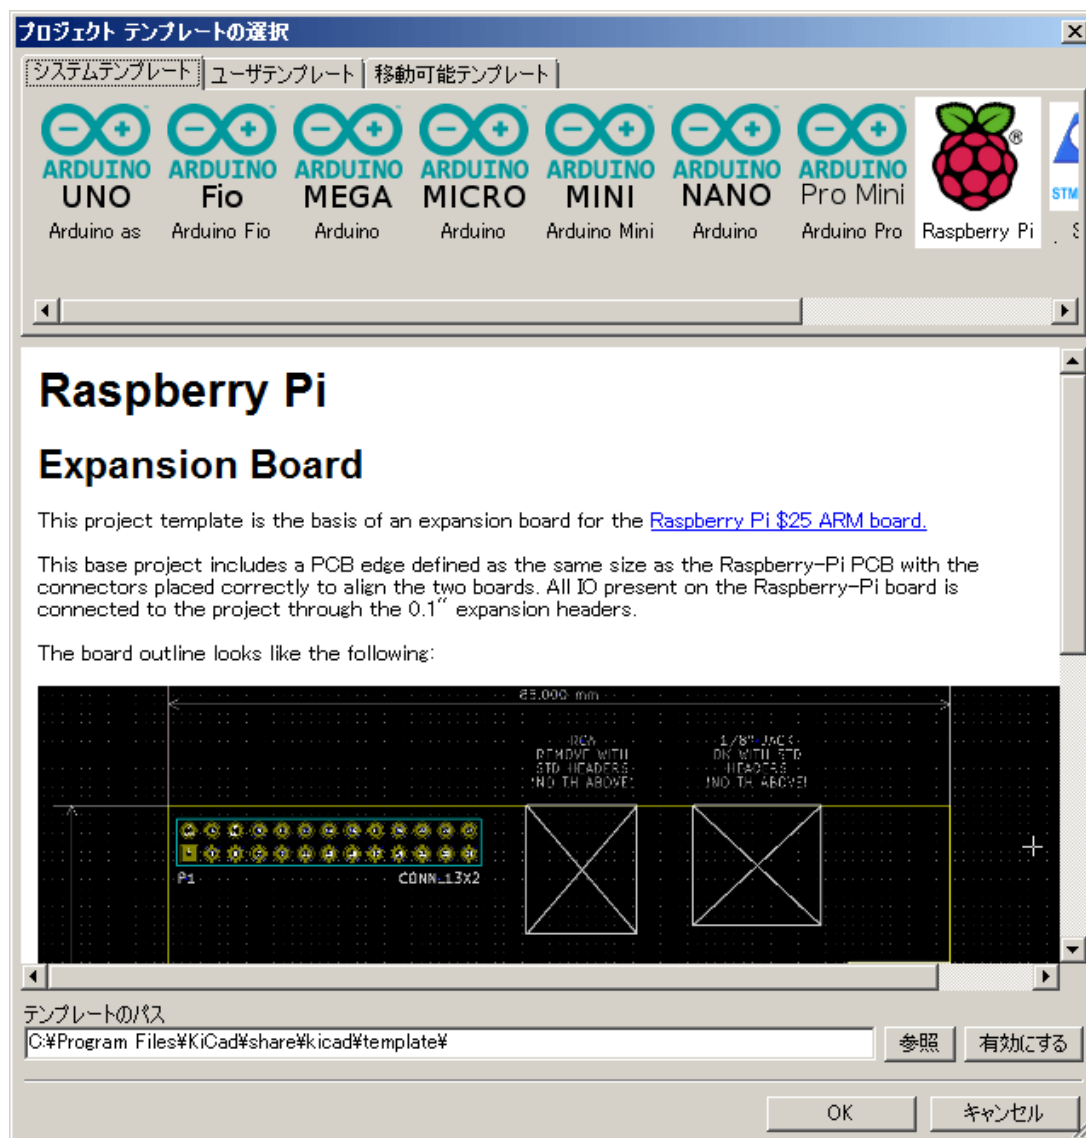 プロジェクト テンプレートの選択
システムテンプレート ユーザテンプレート 移動可能テンプレート
ARDUINO ARDUINO ARDUINO ARDUINO ARDUINO ARDUINO ARDUINO
UNO Fio MEGA MICRO MINI NANO Pro Mini STM
Arduino as Arduino Fio Arduino Arduino Arduino Mini Arduino Arduino Pro Raspberry Pi
Raspberry Pi
Expansion Board
This project template is the basis of an expansion board for the Raspberry Pi $25 ARM board.
This base project includes a PCB edge defined as the same size as the Raspberry-Pi PCB with the
connectors placed correctly to align the two boards. All IO present on the Raspberry-Pi board is
connected to the project through the 0.1″ expansion headers.
The board outline looks like the following:
85.000 mm
RCA 1/8" JACK
REMOVE WITH OK WITH STD
STD HEADERS HEADERS
!NO TH ABOVE! !NO TH ABOVE!
P1 CONN_13X2
テンプレートのパス
C:¥Program Files¥KiCad¥share¥kicad¥template¥ 参照 有効にする
OK キャンセル